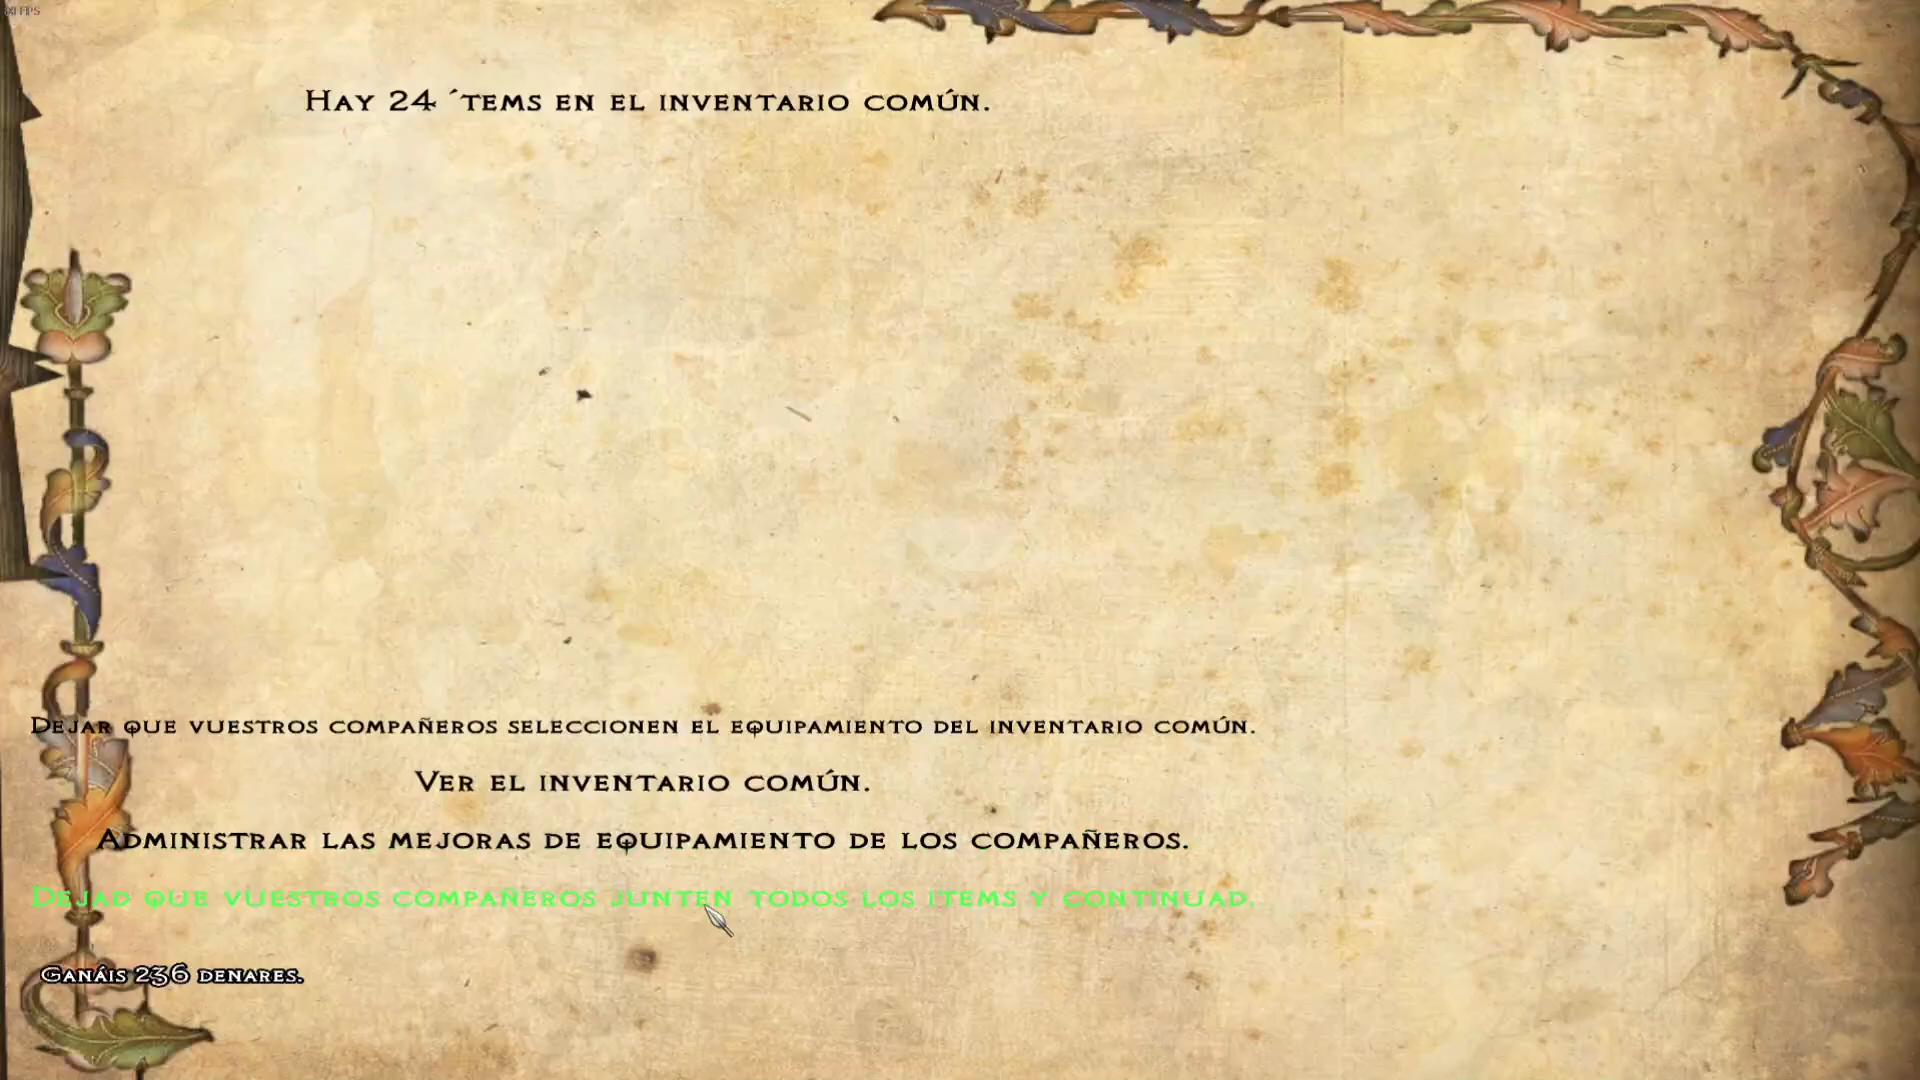 Hay 24 ´tems en el inventario común.
Dejar que vuestros compañeros seleccionen el equipamiento del inventario común.
Ver el inventario común.
Administrar las mejoras de equipamiento de los compañeros.
Dejad que vuestros compañeros junten todos los items y continuad.
Ganáis 236 denares.